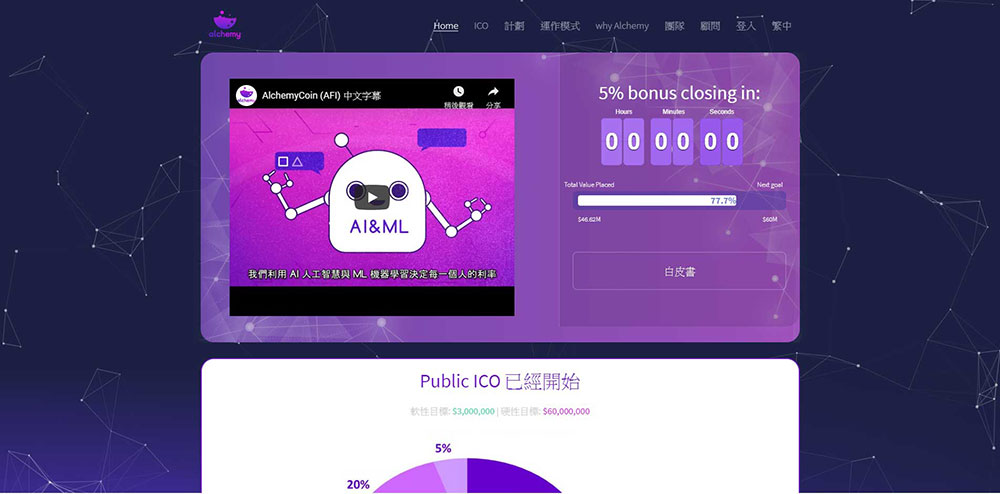 alchemy
Home ICO 計劃 運作模式 why Alchemy 團隊 顧問 登入 繁中
alchemy
AlchemyCoin (AFI) 中文字幕
稍後觀看 分享
AI&ML
我們利用 AI 人工智慧與 ML 機器學習決定每一個人的利率
5% bonus closing in:
Hours Minutes Seconds
00 00 00
Total Value Placed Next goal
77.7%
$46.62M $60M
白皮書
Public ICO 已經開始
軟性目標: $3,000,000 | 硬性目標: $60,000,000
5%
20%